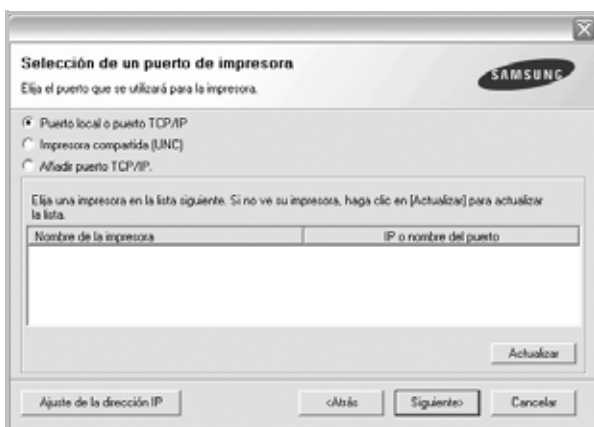 Selección de un puerto de impresora
Elija el puerto que se utilizará para la impresora.
SAMSUNG
Puerto local o puerto TCP/IP
Impresora compartida (UNC)
Añadir puerto TCP/IP.
Elija una impresora en la lista siguiente. Si no ve su impresora, haga clic en [Actualizar] para actualizar
la lista.
Nombre de la impresora IP o nombre del puerto
Actualizar
Ajuste de la dirección IP <Atrás Siguiente> Cancelar